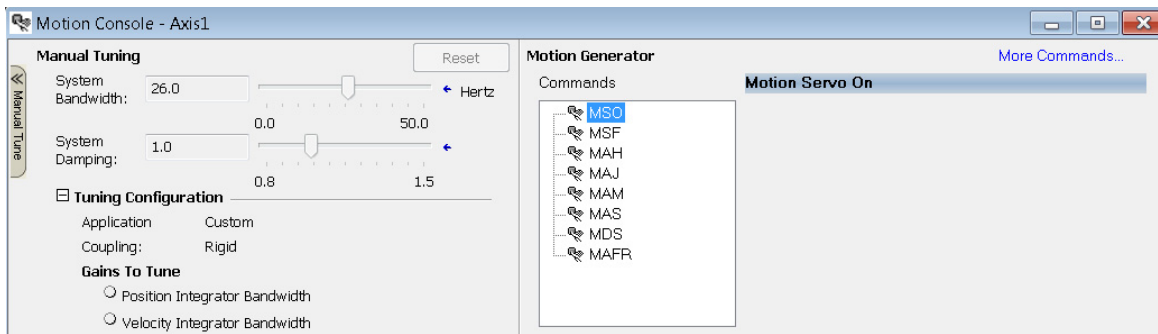 Motion Console - Axis1
Manual Tuning
Reset
Manual Tune
System Bandwidth:
26.0
Hertz
0.0
50.0
System Damping:
1.0
0.8
1.5
Tuning Configuration
Application Custom
Coupling: Rigid
Gains To Tune
Position Integrator Bandwidth
Velocity Integrator Bandwidth
Motion Generator
More Commands...
Commands
Motion Servo On
MSO
MSF
MAH
MAJ
MAM
MAS
MDS
MAFR